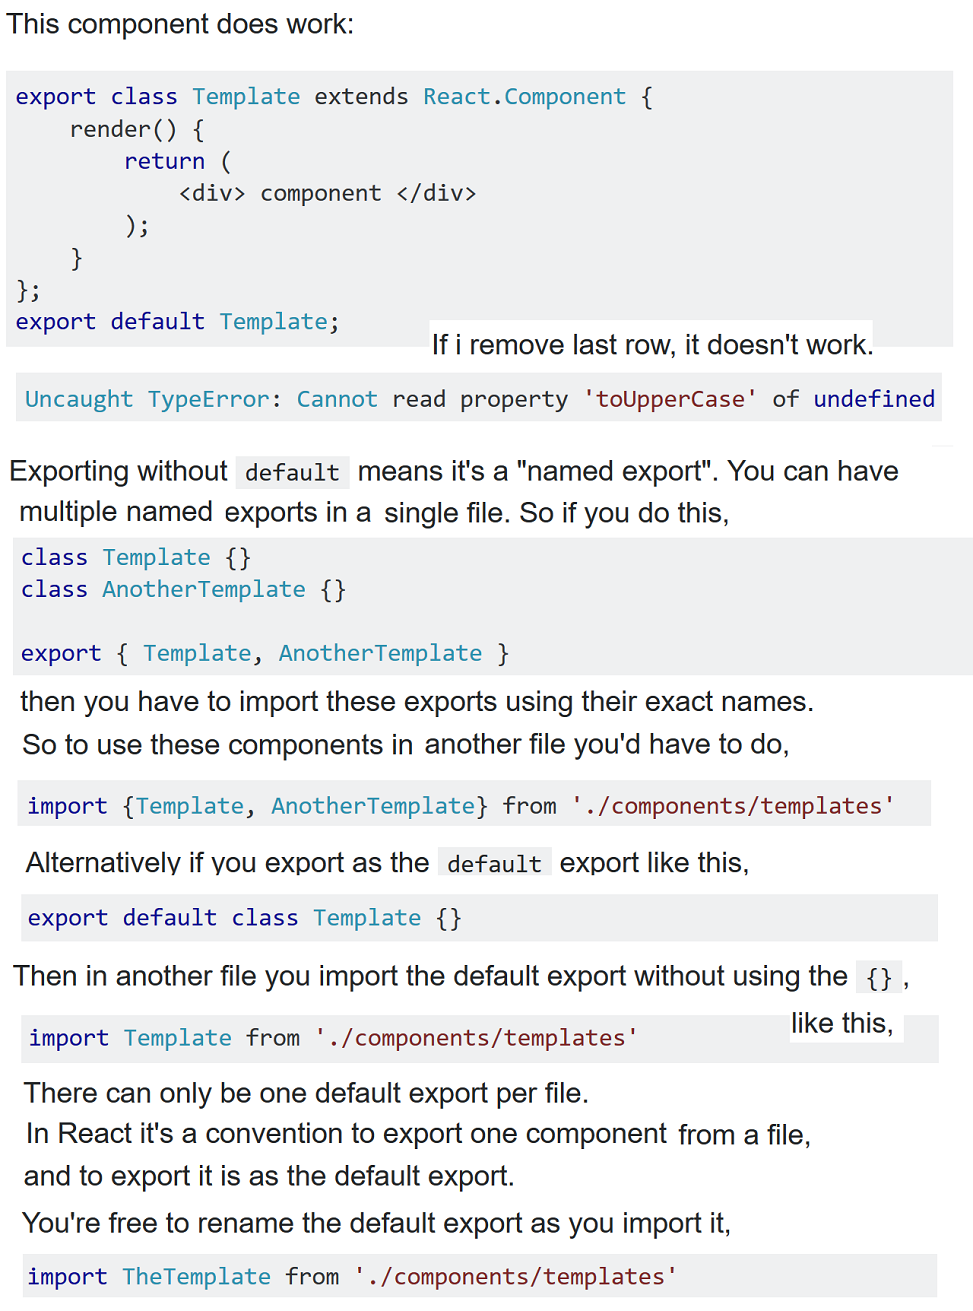 This component does work:
export class Template extends React.Component {
    render() {
        return (
            <div> component </div>
        );
    }
};
export default Template;
If i remove last row, it doesn't work.
Uncaught TypeError: Cannot read property 'toUpperCase' of undefined
Exporting without default means it's a "named export". You can have
multiple named exports in a single file. So if you do this,
class Template {}
class AnotherTemplate {}
export { Template, AnotherTemplate }
then you have to import these exports using their exact names.
So to use these components in another file you'd have to do,
import {Template, AnotherTemplate} from './components/templates'
Alternatively if you export as the default export like this,
export default class Template {}
Then in another file you import the default export without using the {},
like this,
import Template from './components/templates'
There can only be one default export per file.
In React it's a convention to export one component from a file,
and to export it is as the default export.
You're free to rename the default export as you import it,
import TheTemplate from './components/templates'